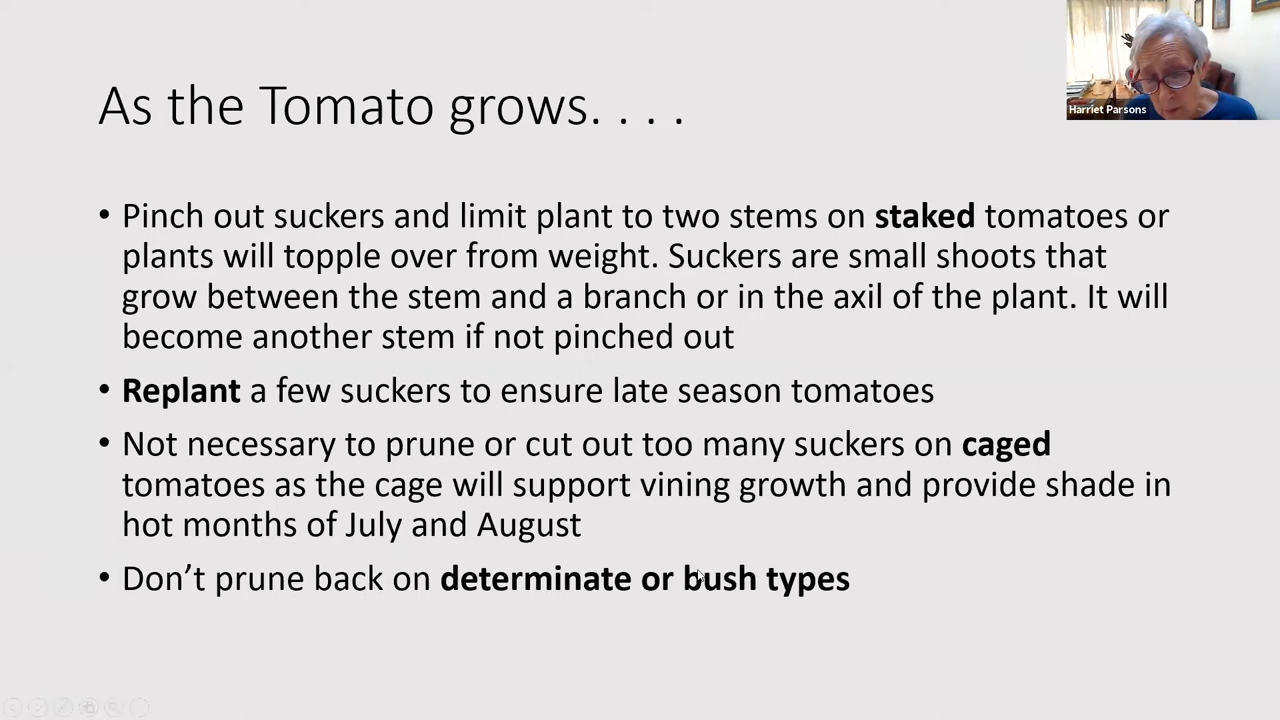 As the Tomato grows. . . .
Harriet Parsons
• Pinch out suckers and limit plant to two stems on staked tomatoes or
plants will topple over from weight. Suckers are small shoots that
grow between the stem and a branch or in the axil of the plant. It will
become another stem if not pinched out
• Replant a few suckers to ensure late season tomatoes
• Not necessary to prune or cut out too many suckers on caged
tomatoes as the cage will support vining growth and provide shade in
hot months of July and August
• Don’t prune back on determinate or bush types